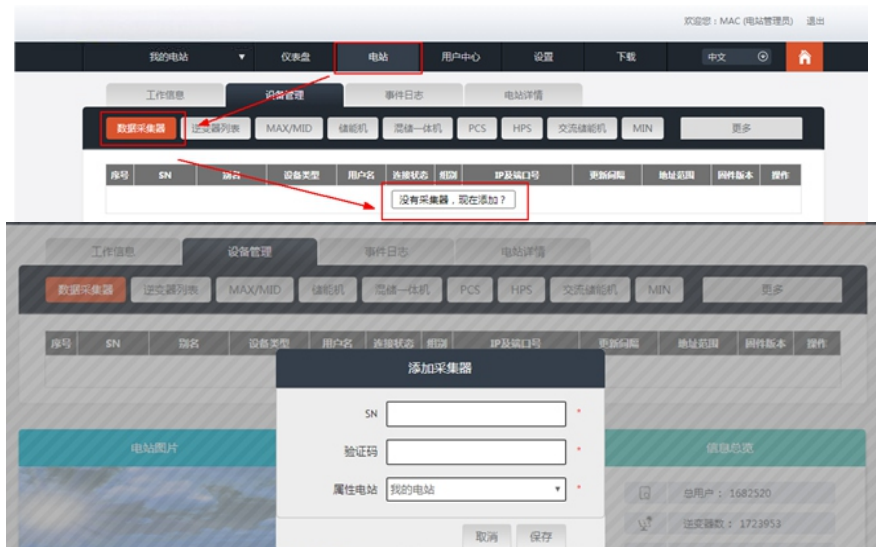 欢迎您：MAC (电站管理员) 退出
我的电站 ▼ 仪表盘 电站 用户中心 设置 下载 中文
工作信息 设备管理 事件日志 电站详情
数据采集器 逆变器列表 MAX/MID 储能机 混储一体机 PCS HPS 交流储能机 MIN 更多
序号 SN 别名 设备类型 用户名 连接状态 组别 IP及端口号 更新间隔 地址范围 固件版本 操作
没有采集器，现在添加？
工作信息 设备管理 事件日志 电站详情
数据采集器 逆变器列表 MAX/MID 储能机 混储一体机 PCS HPS 交流储能机 MIN 更多
序号 SN 别名 设备类型 用户名 连接状态 组别 IP及端口号 更新间隔 地址范围 固件版本 操作
添加采集器
SN *
验证码 *
属性电站 我的电站 ▼ *
取消 保存
电站图片 信息总览
总用户： 1682520
逆变器数： 1723953